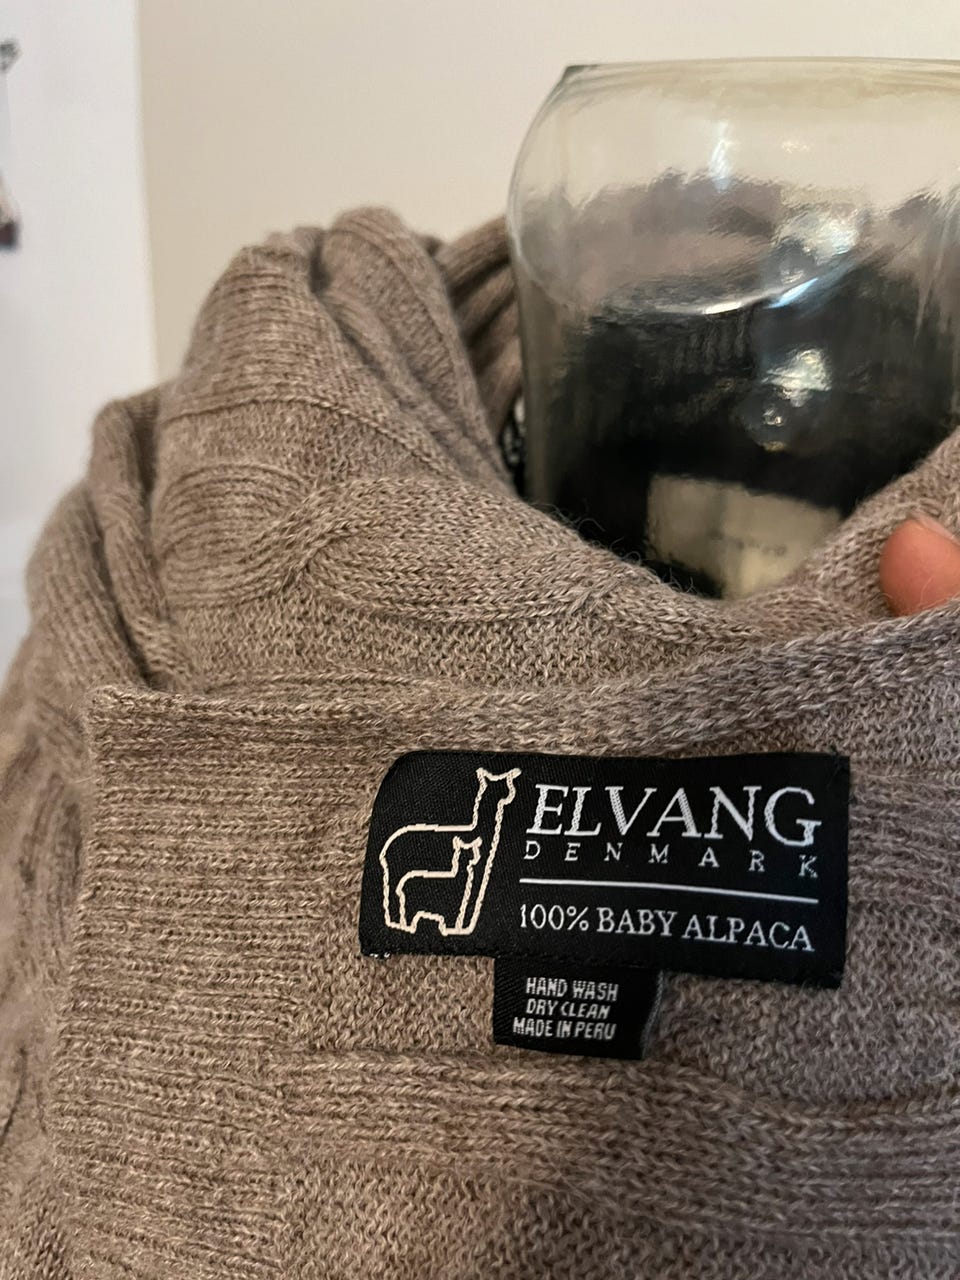 ELVANG
DENMARK
100% BABY ALPACA
HAND WASH
DRY CLEAN
MADE IN PERU